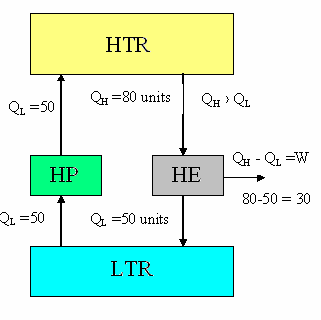 HTR
Q_L =50
Q_H =80 units
Q_H › Q_L
HP
HE
Q_H - Q_L =W
80-50 = 30
Q_L =50
Q_L =50 units
LTR